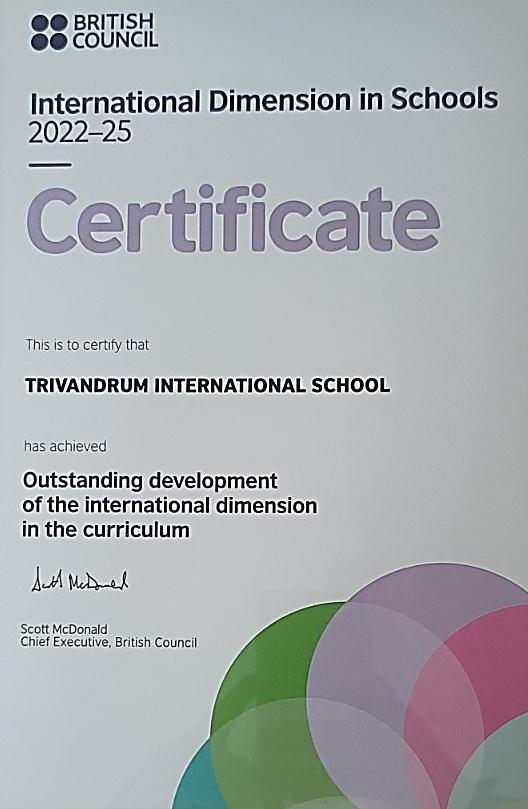 BRITISH
COUNCIL
International Dimension in Schools
2022–25
Certificate
This is to certify that
TRIVANDRUM INTERNATIONAL SCHOOL
has achieved
Outstanding development
of the international dimension
in the curriculum
Scott McDonald
Scott McDonald
Chief Executive, British Council